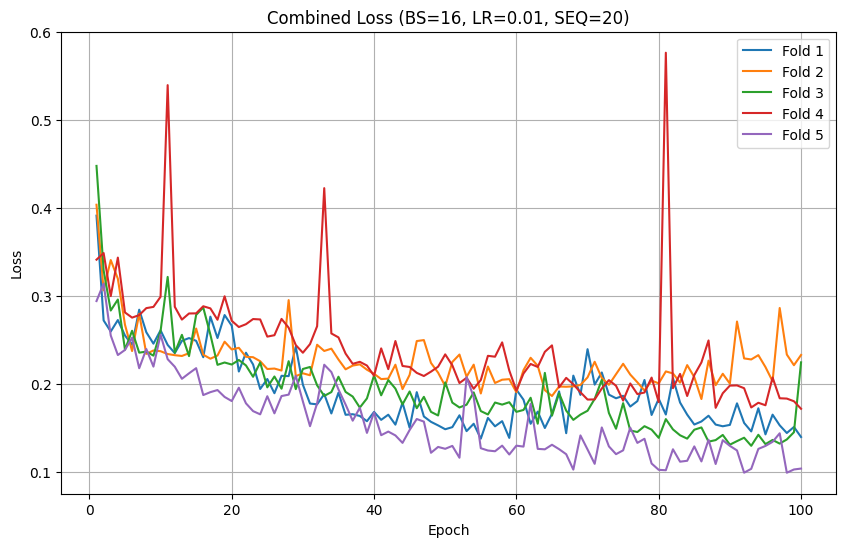 Combined Loss (BS=16, LR=0.01, SEQ=20)
0.6
0.5
0.4
0.3
0.2
0.1
Loss
0 20 40 60 80 100
Epoch
Fold 1
Fold 2
Fold 3
Fold 4
Fold 5